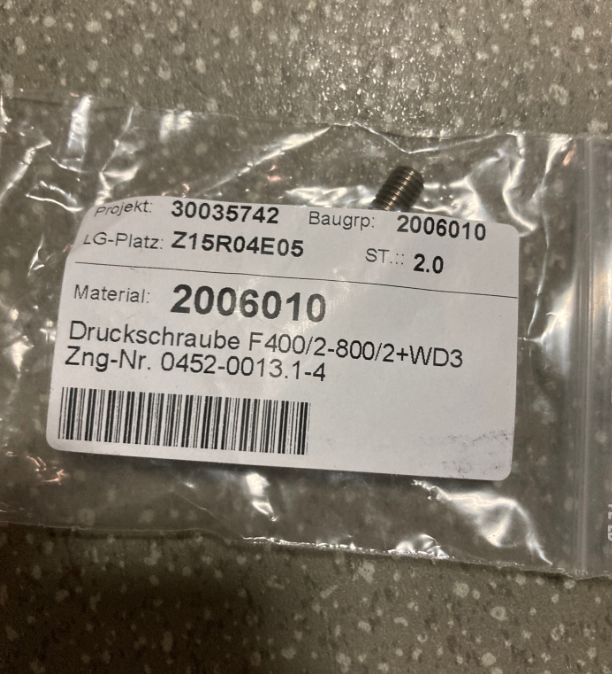 Projekt: 30035742 Baugrp: 2006010
LG-Platz: Z15R04E05 ST.:: 2.0
Material: 2006010
Druckschraube F400/2-800/2+WD3
Zng-Nr. 0452-0013.1-4